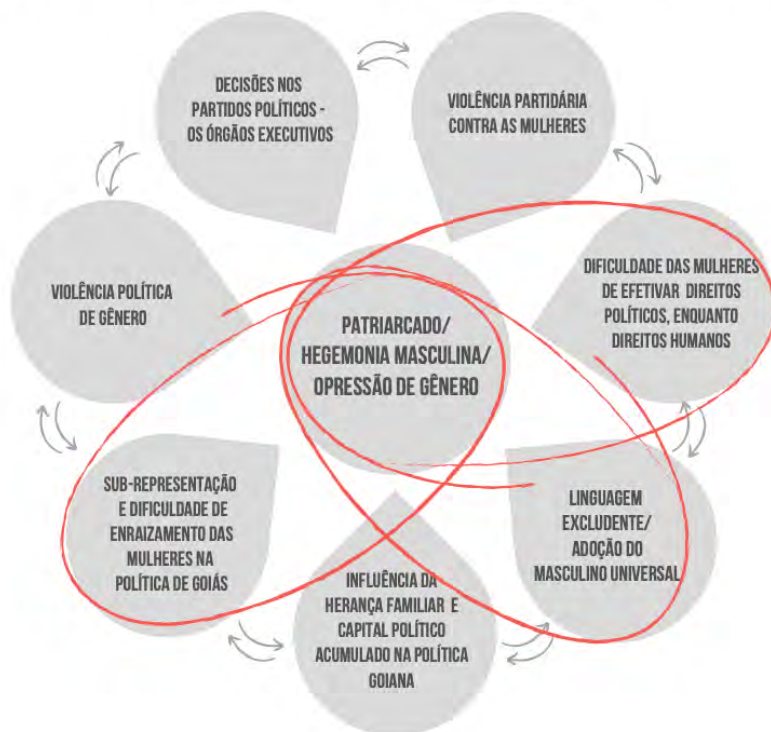 DECISÕES NOS
PARTIDOS POLÍTICOS -
OS ÓRGÃOS EXECUTIVOS
VIOLÊNCIA PARTIDÁRIA
CONTRA AS MULHERES
VIOLÊNCIA POLÍTICA
DE GÊNERO
DIFICULDADE DAS MULHERES
DE EFETIVAR DIREITOS
POLÍTICOS, ENQUANTO
DIREITOS HUMANOS
PATRIARCADO/
HEGEMONIA MASCULINA/
OPRESSÃO DE GÊNERO
SUB-REPRESENTAÇÃO
E DIFICULDADE DE
ENRAIZAMENTO DAS
MULHERES NA
POLÍTICA DE GOIÁS
LINGUAGEM
EXCLUDENTE/
ADOÇÃO DO
MASCULINO UNIVERSAL
INFLUÊNCIA DA
HERANÇA FAMILIAR E
CAPITAL POLÍTICO
ACUMULADO NA POLÍTICA
GOIANA